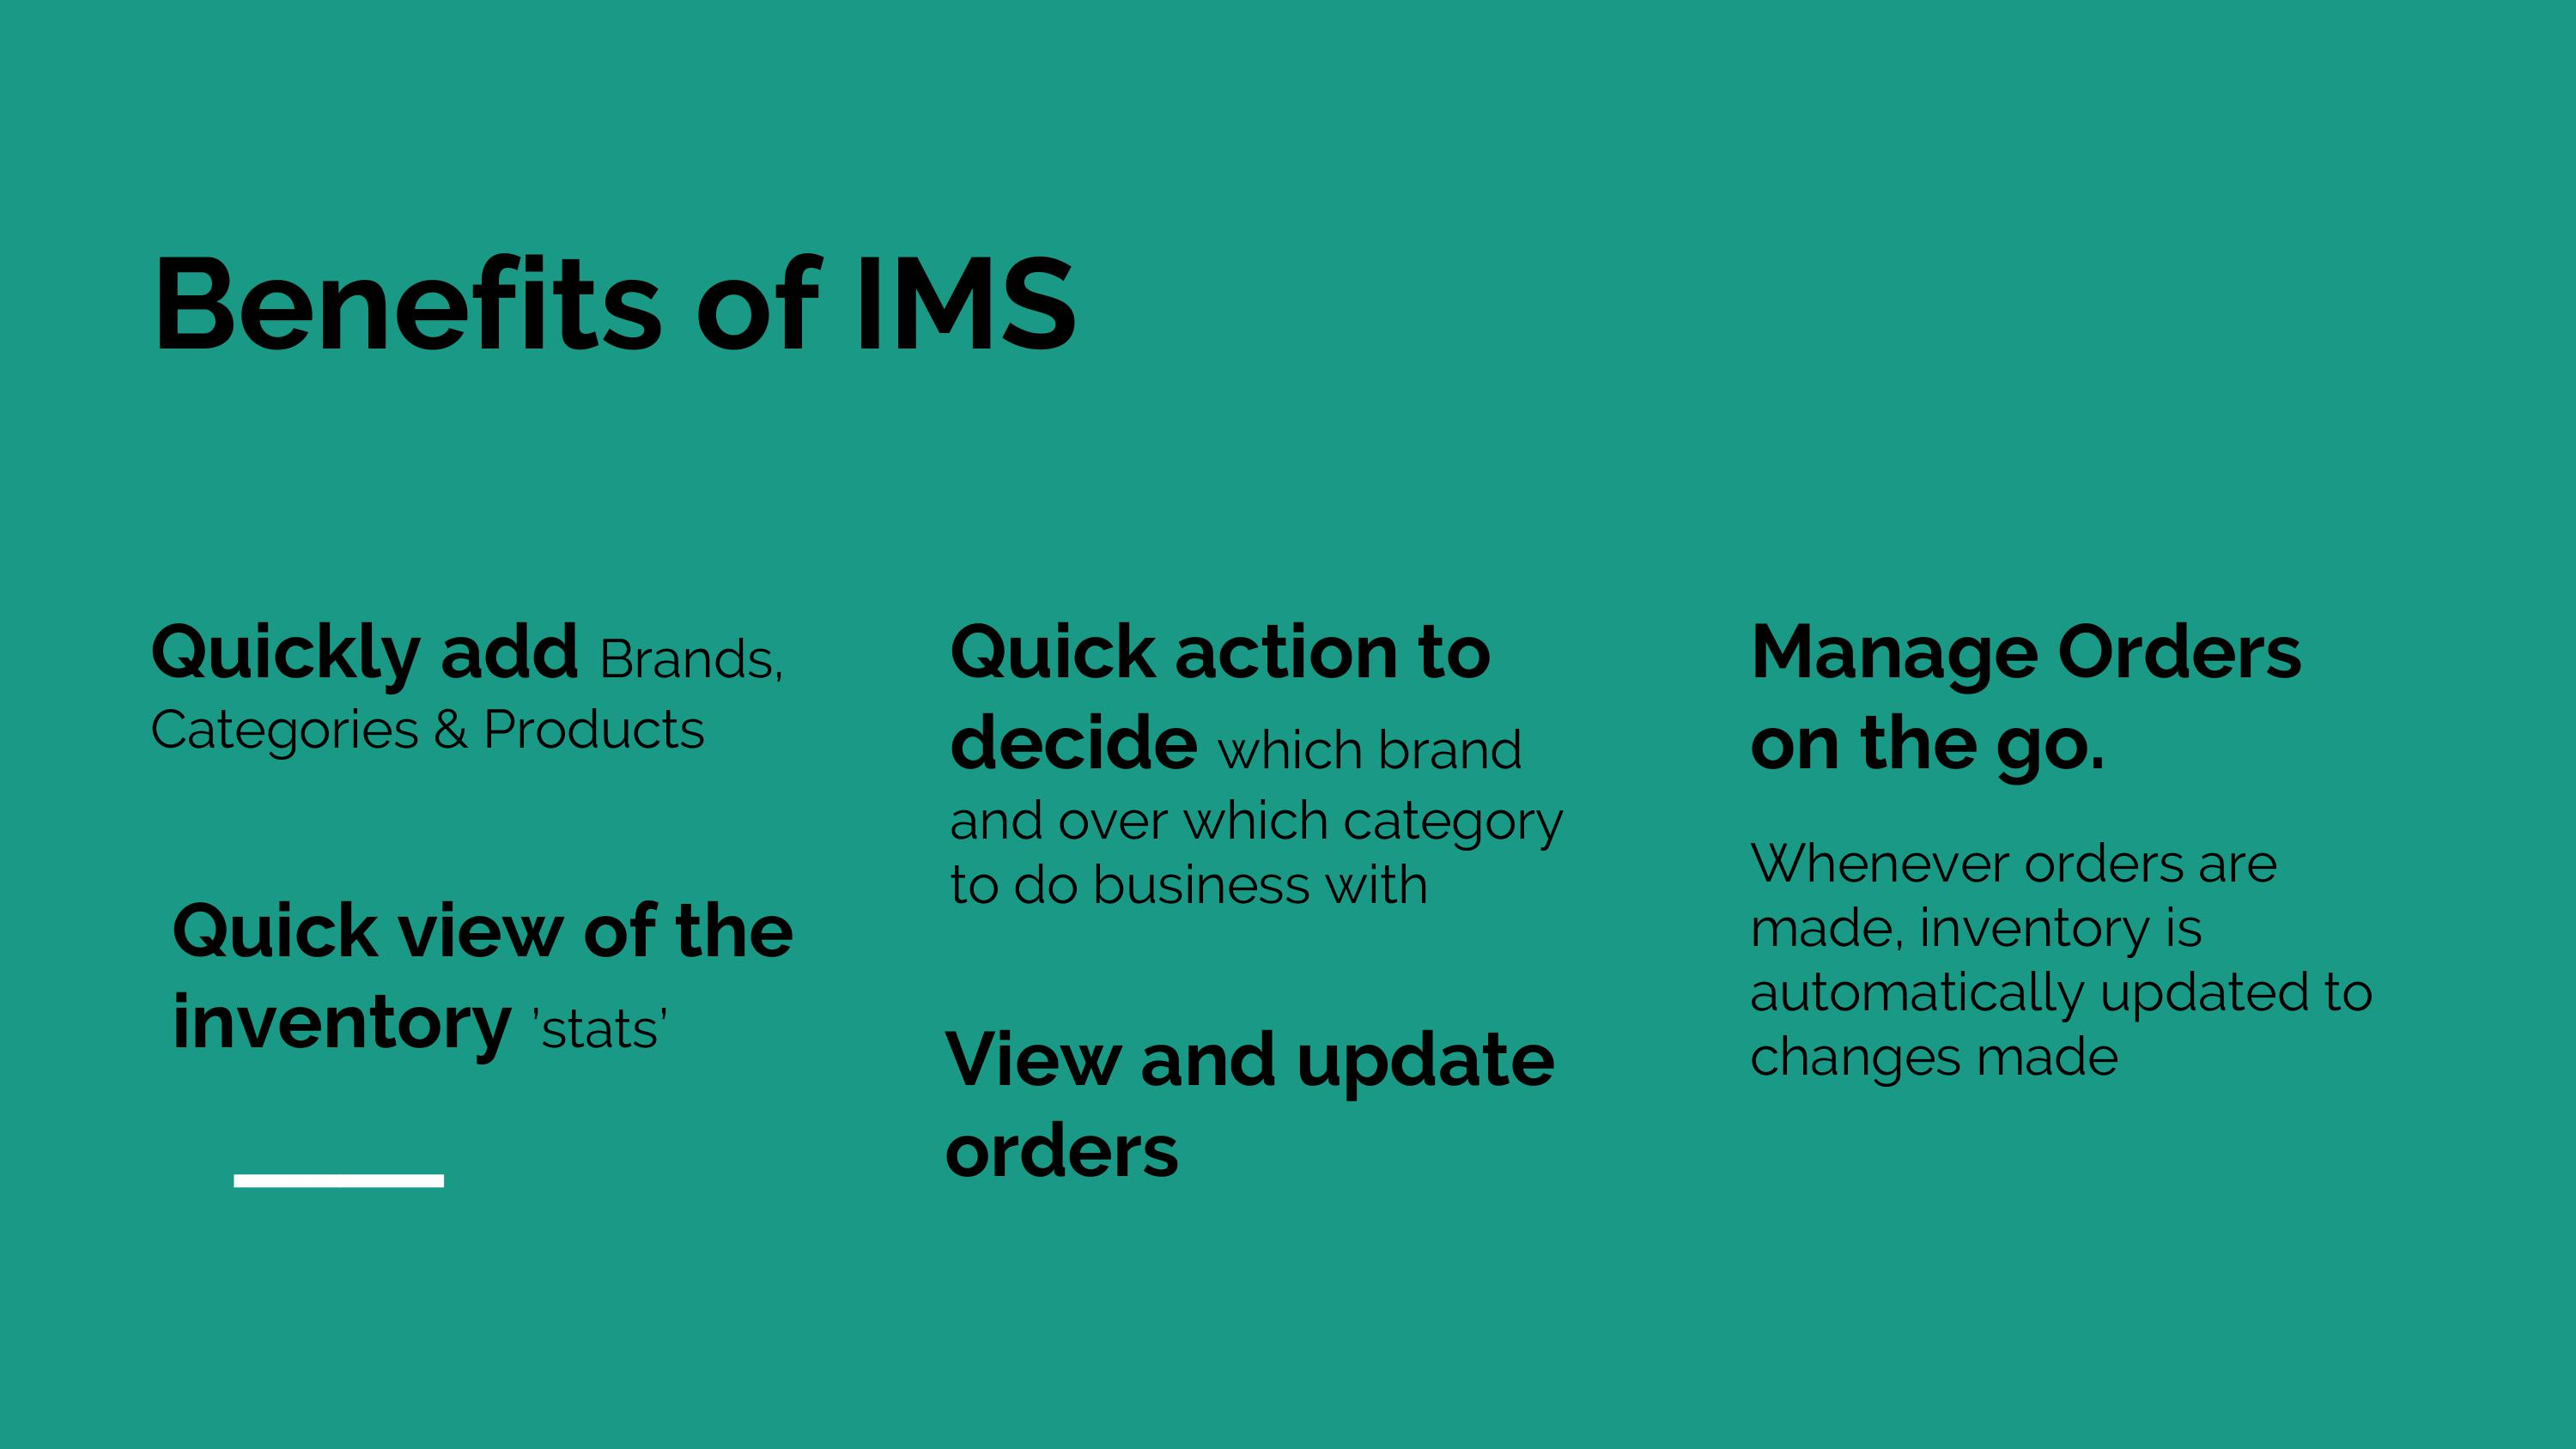 Benefits of IMS
Quickly add Brands,
Categories & Products
Quick view of the
inventory ’stats’
Quick action to
decide which brand
and over which category
to do business with
View and update
orders
Manage Orders
on the go.
Whenever orders are
made, inventory is
automatically updated to
changes made